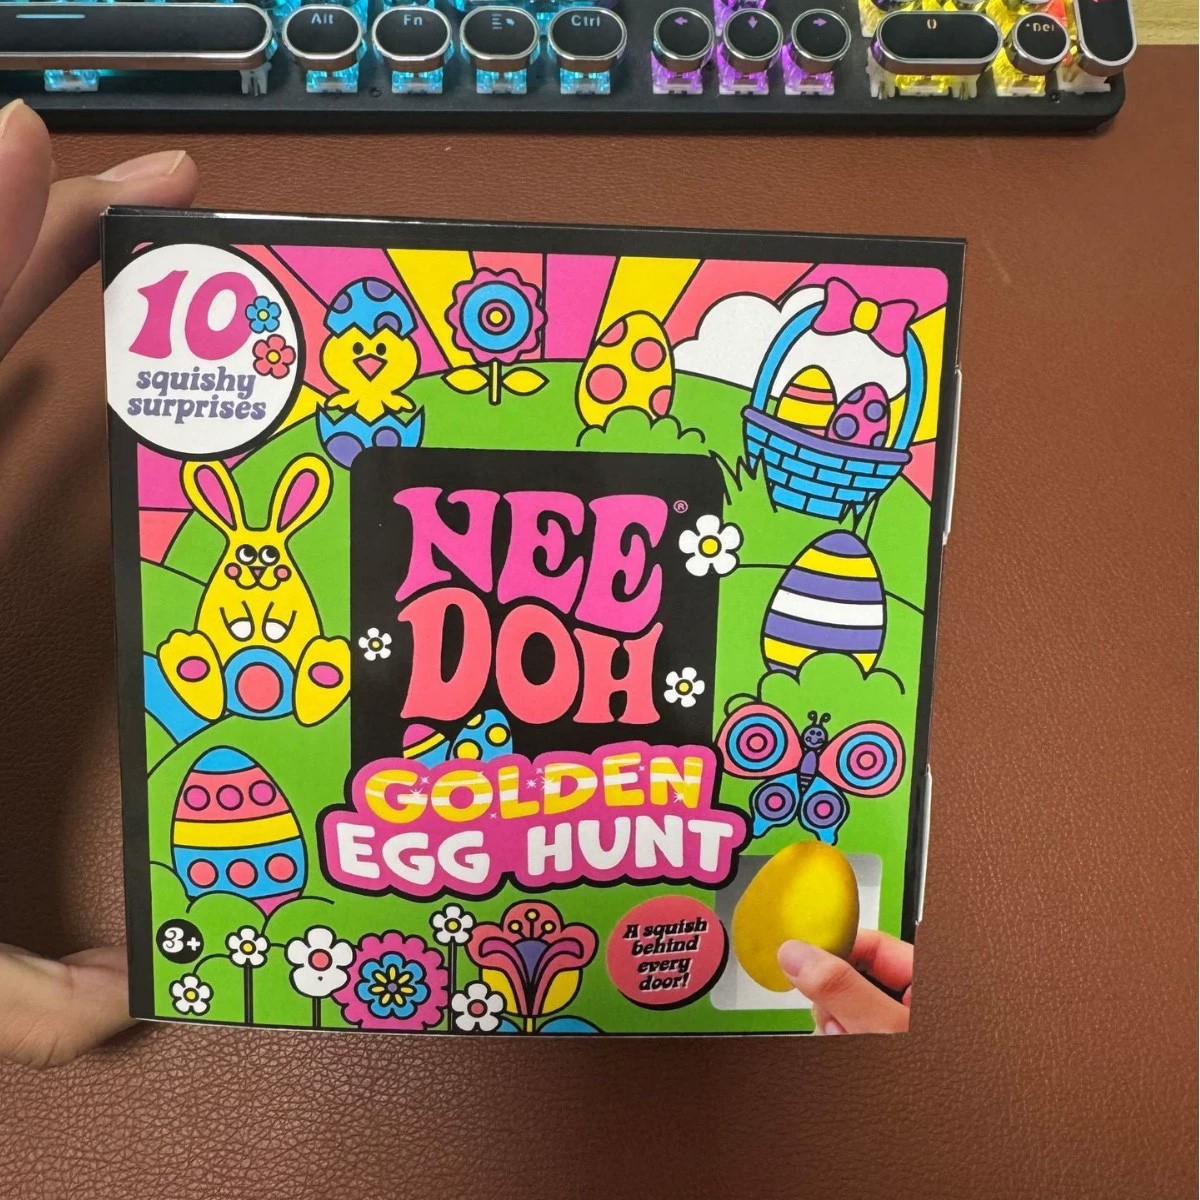 Alt
Fn
Ctrl
0
Del
10
squishy
surprises
NEE
DOH®
GOLDEN
EGG HUNT
3+
A squish
behind
every
door!